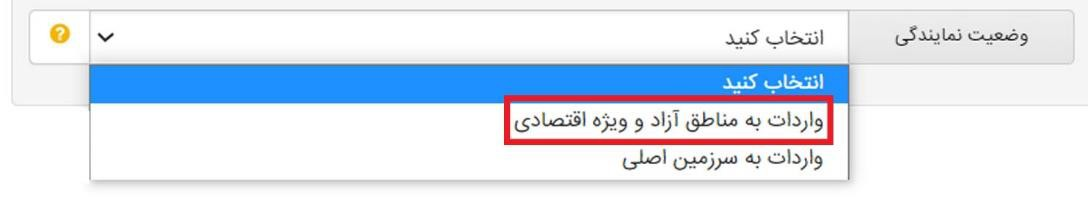 وضعیت نمایندگی
انتخاب کنید
?
انتخاب کنید
واردات به مناطق آزاد و ویژه اقتصادی
واردات به سرزمین اصلی